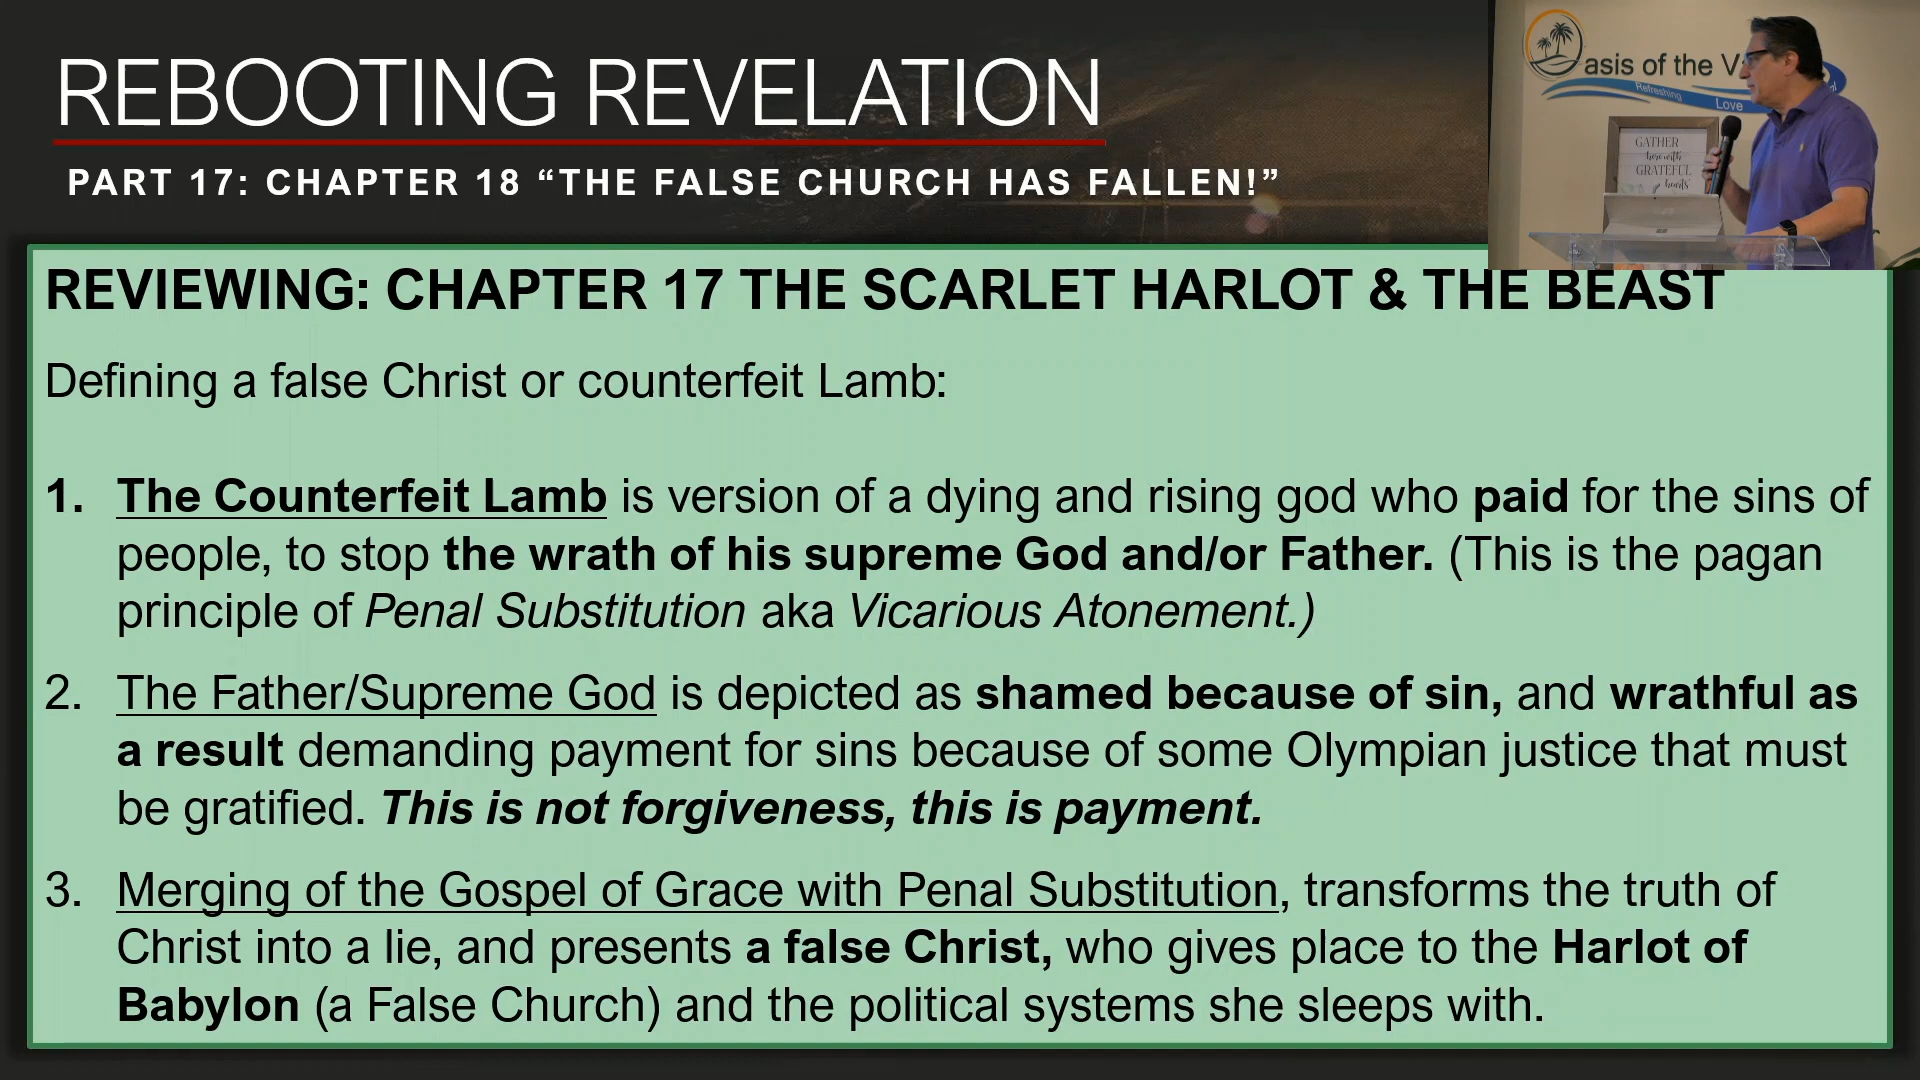 REBOOTING REVELATION
PART 17: CHAPTER 18 “THE FALSE CHURCH HAS FALLEN!”
asis of the V
Refreshing
Love
GATHER
here with
GRATEFUL
hearts
REVIEWING: CHAPTER 17 THE SCARLET HARLOT & THE BEAST
Defining a false Christ or counterfeit Lamb:
1. The Counterfeit Lamb is version of a dying and rising god who paid for the sins of
people, to stop the wrath of his supreme God and/or Father. (This is the pagan
principle of Penal Substitution aka Vicarious Atonement.)
2. The Father/Supreme God is depicted as shamed because of sin, and wrathful as
a result demanding payment for sins because of some Olympian justice that must
be gratified. This is not forgiveness, this is payment.
3. Merging of the Gospel of Grace with Penal Substitution, transforms the truth of
Christ into a lie, and presents a false Christ, who gives place to the Harlot of
Babylon (a False Church) and the political systems she sleeps with.